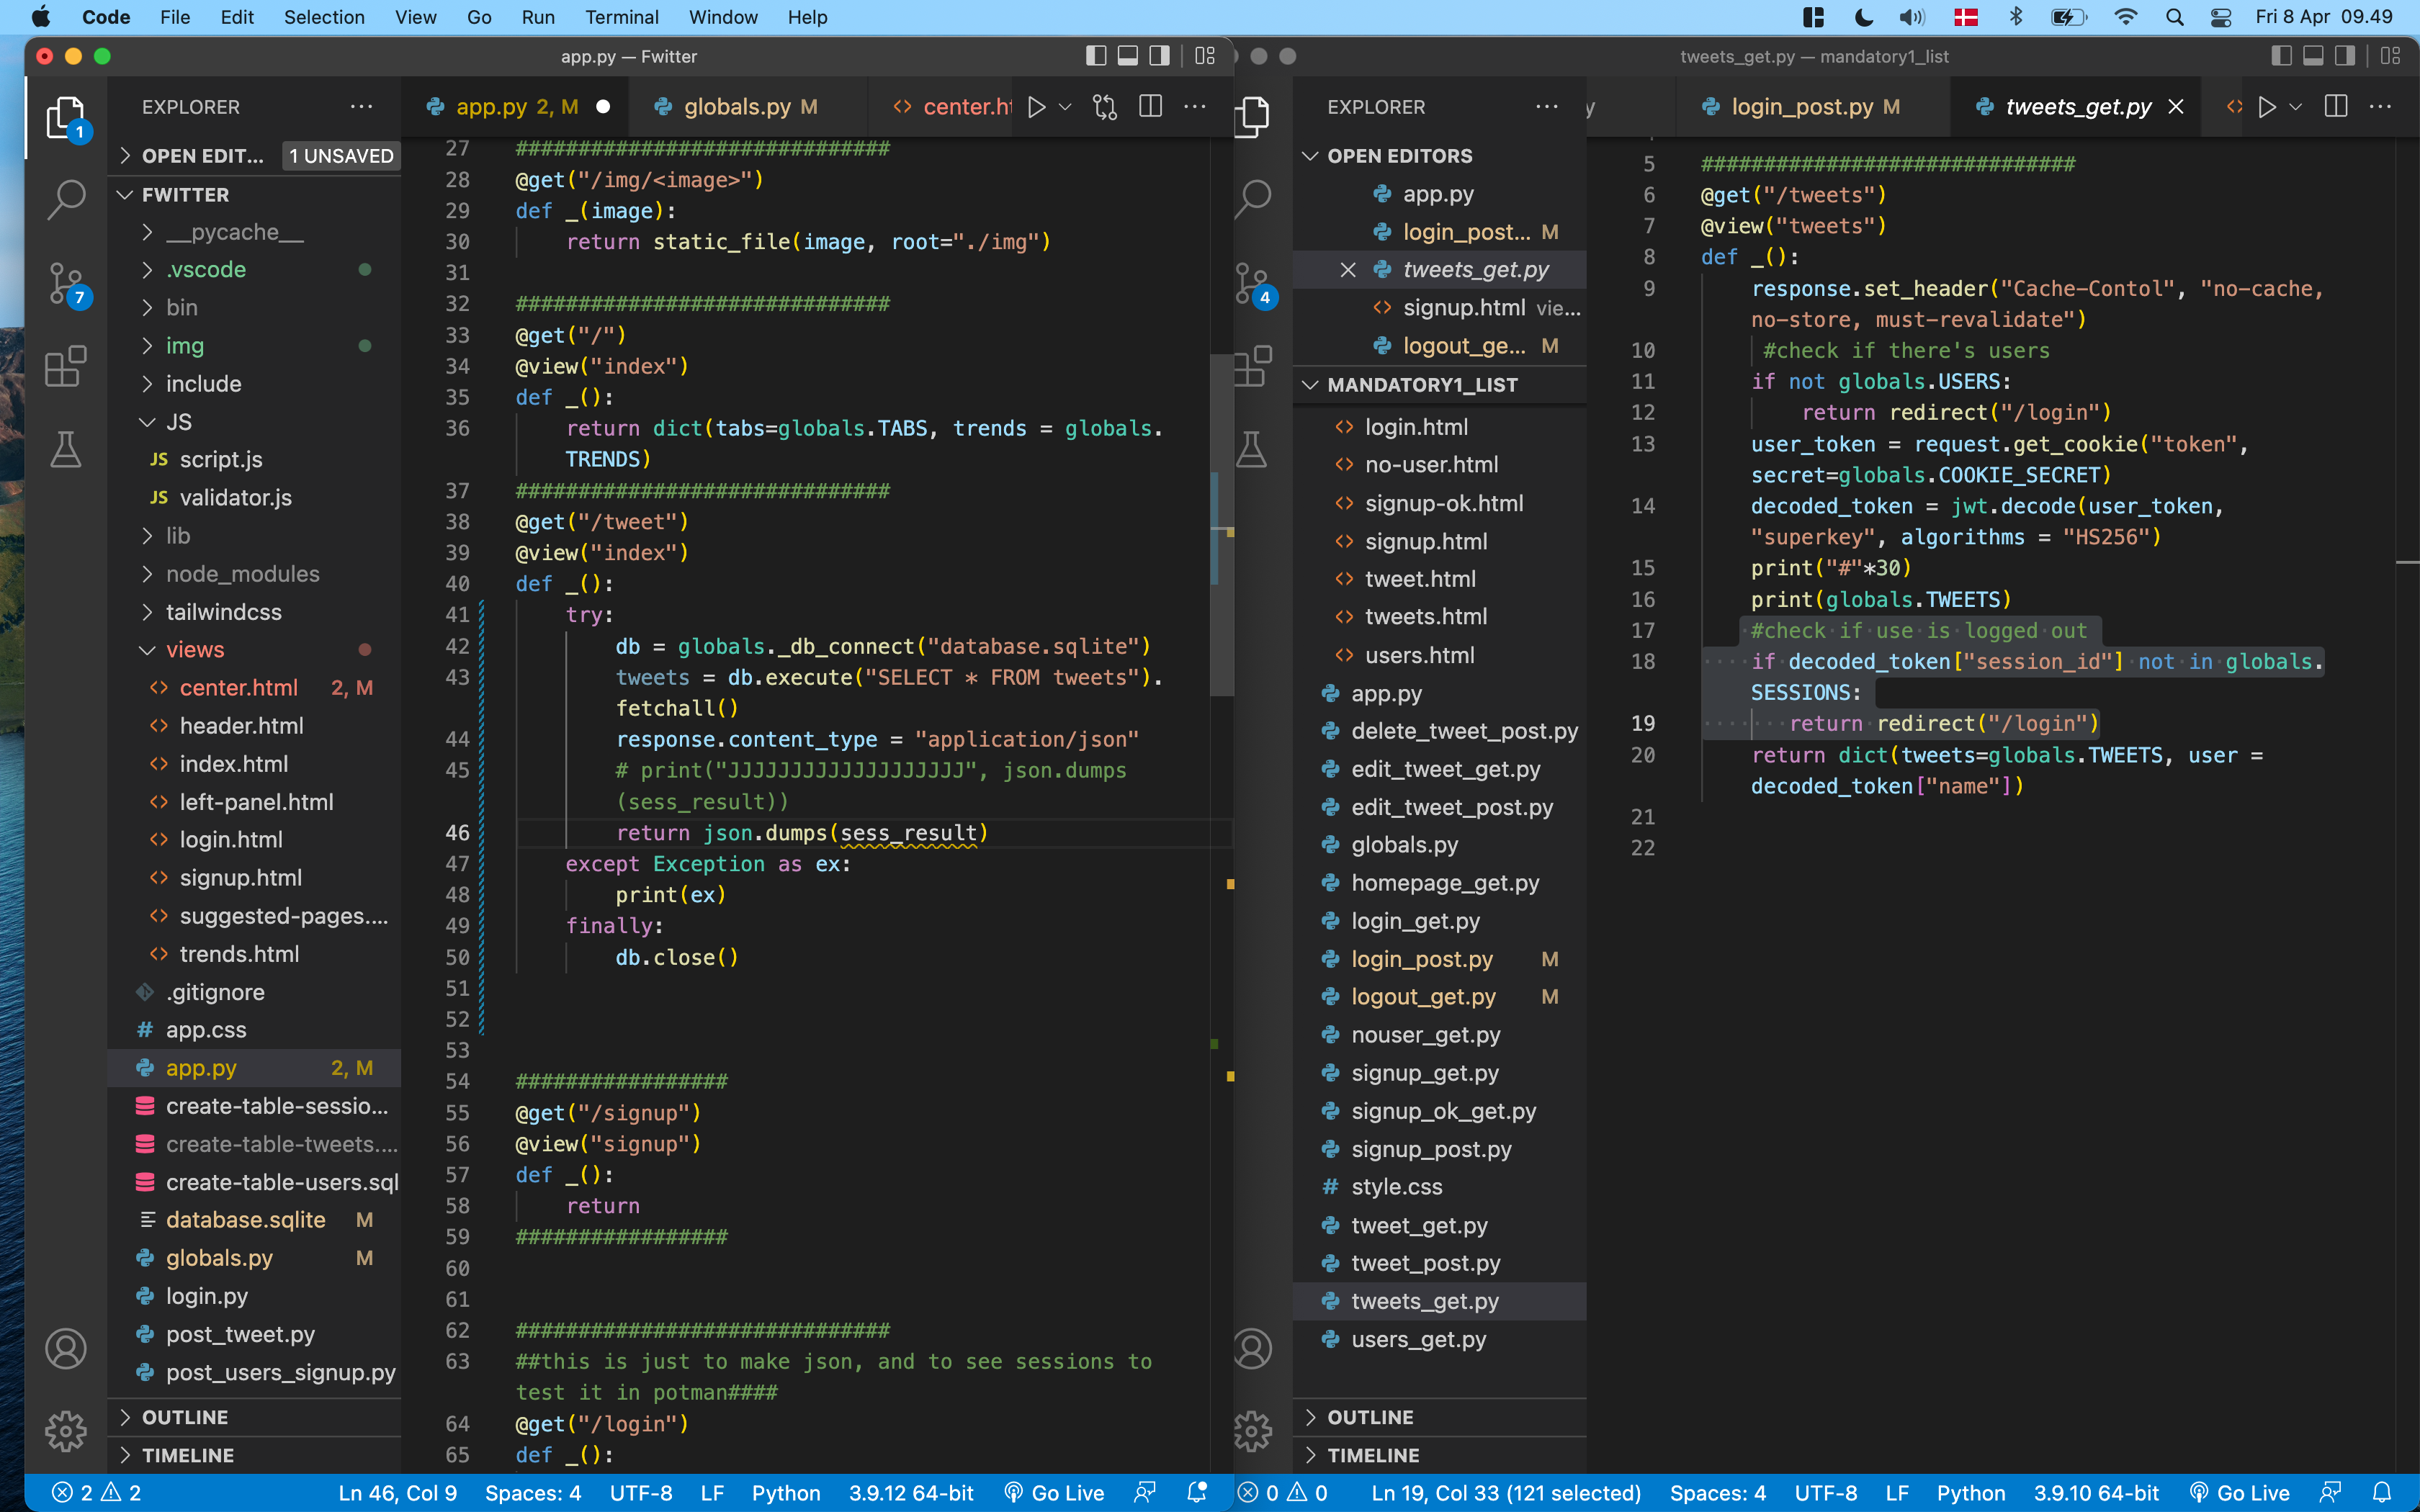 Code File Edit Selection View Go Run Terminal Window Help
Fri 8 Apr 09.49
app.py — Fwitter
EXPLORER
OPEN EDIT... 1 UNSAVED
FWITTER
__pycache__
.vscode
bin
img
include
JS
JS script.js
JS validator.js
lib
node_modules
tailwindcss
views
<> center.html 2, M
<> header.html
<> index.html
<> left-panel.html
<> login.html
<> signup.html
<> suggested-pages....
<> trends.html
.gitignore
# app.css
app.py 2, M
create-table-sessio...
create-table-tweets....
create-table-users.sql
database.sqlite M
globals.py M
login.py
post_tweet.py
post_users_signup.py
OUTLINE
TIMELINE
1
7
app.py 2, M
globals.py M
<> center.ht
27 ##############################
28 @get("/img/<image>")
29 def _(image):
30 return static_file(image, root="./img")
31
32 ##############################
33 @get("/")
34 @view("index")
35 def _():
36 return dict(tabs=globals.TABS, trends = globals.
TRENDS)
37 ##############################
38 @get("/tweet")
39 @view("index")
40 def _():
41 try:
42 db = globals._db_connect("database.sqlite")
43 tweets = db.execute("SELECT * FROM tweets").
fetchall()
44 response.content_type = "application/json"
45 # print("JJJJJJJJJJJJJJJJJJJ", json.dumps
(sess_result))
46 return json.dumps(sess_result)
47 except Exception as ex:
48 print(ex)
49 finally:
50 db.close()
51
52
53
54 #################
55 @get("/signup")
56 @view("signup")
57 def _():
58 return
59 #################
60
61
62 ##############################
63 ##this is just to make json, and to see sessions to
test it in potman####
64 @get("/login")
65 def _():
2 2 Ln 46, Col 9 Spaces: 4 UTF-8 LF Python 3.9.12 64-bit Go Live
tweets_get.py — mandatory1_list
EXPLORER
OPEN EDITORS
app.py
login_post... M
tweets_get.py
<> signup.html vie...
logout_ge... M
MANDATORY1_LIST
<> login.html
<> no-user.html
<> signup-ok.html
<> signup.html
<> tweet.html
<> tweets.html
<> users.html
app.py
delete_tweet_post.py
edit_tweet_get.py
edit_tweet_post.py
globals.py
homepage_get.py
login_get.py
login_post.py M
logout_get.py M
nouser_get.py
signup_get.py
signup_ok_get.py
signup_post.py
# style.css
tweet_get.py
tweet_post.py
tweets_get.py
users_get.py
OUTLINE
TIMELINE
4
y
login_post.py M
tweets_get.py
<>
5 ##############################
6 @get("/tweets")
7 @view("tweets")
8 def _():
9 response.set_header("Cache-Contol", "no-cache,
no-store, must-revalidate")
10 #check if there's users
11 if not globals.USERS:
12 return redirect("/login")
13 user_token = request.get_cookie("token",
secret=globals.COOKIE_SECRET)
14 decoded_token = jwt.decode(user_token,
"superkey", algorithms = "HS256")
15 print("#"*30)
16 print(globals.TWEETS)
17 #check if use is logged out
18 if decoded_token["session_id"] not in globals.
SESSIONS:
19 return redirect("/login")
20 return dict(tweets=globals.TWEETS, user =
decoded_token["name"])
21
22
0 0 Ln 19, Col 33 (121 selected) Spaces: 4 UTF-8 LF Python 3.9.10 64-bit Go Live